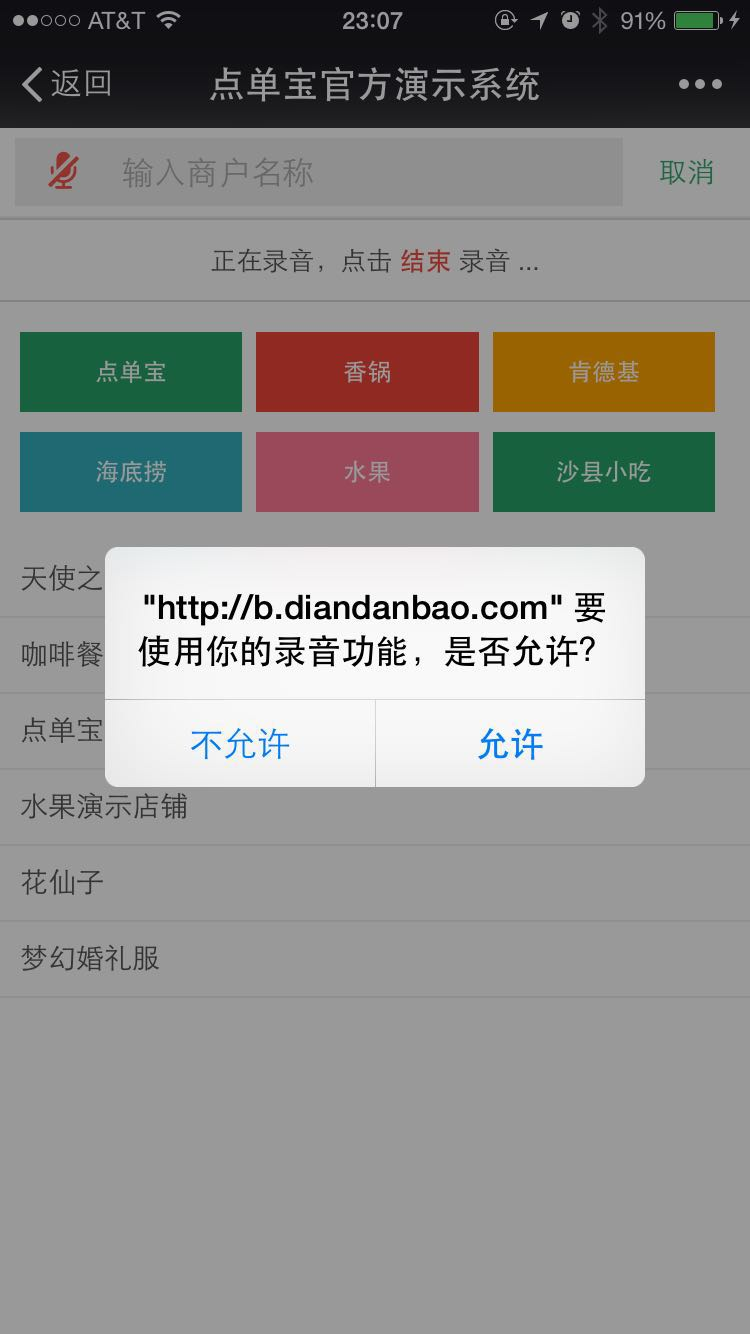 AT&T 23:07 91%
返回 点单宝官方演示系统
输入商户名称 取消
正在录音，点击 结束 录音 ...
点单宝 香锅 肯德基
海底捞 水果 沙县小吃
天使之
"http://b.diandanbao.com" 要
使用你的录音功能，是否允许？
咖啡餐
点单宝
不允许 允许
水果演示店铺
花仙子
梦幻婚礼服